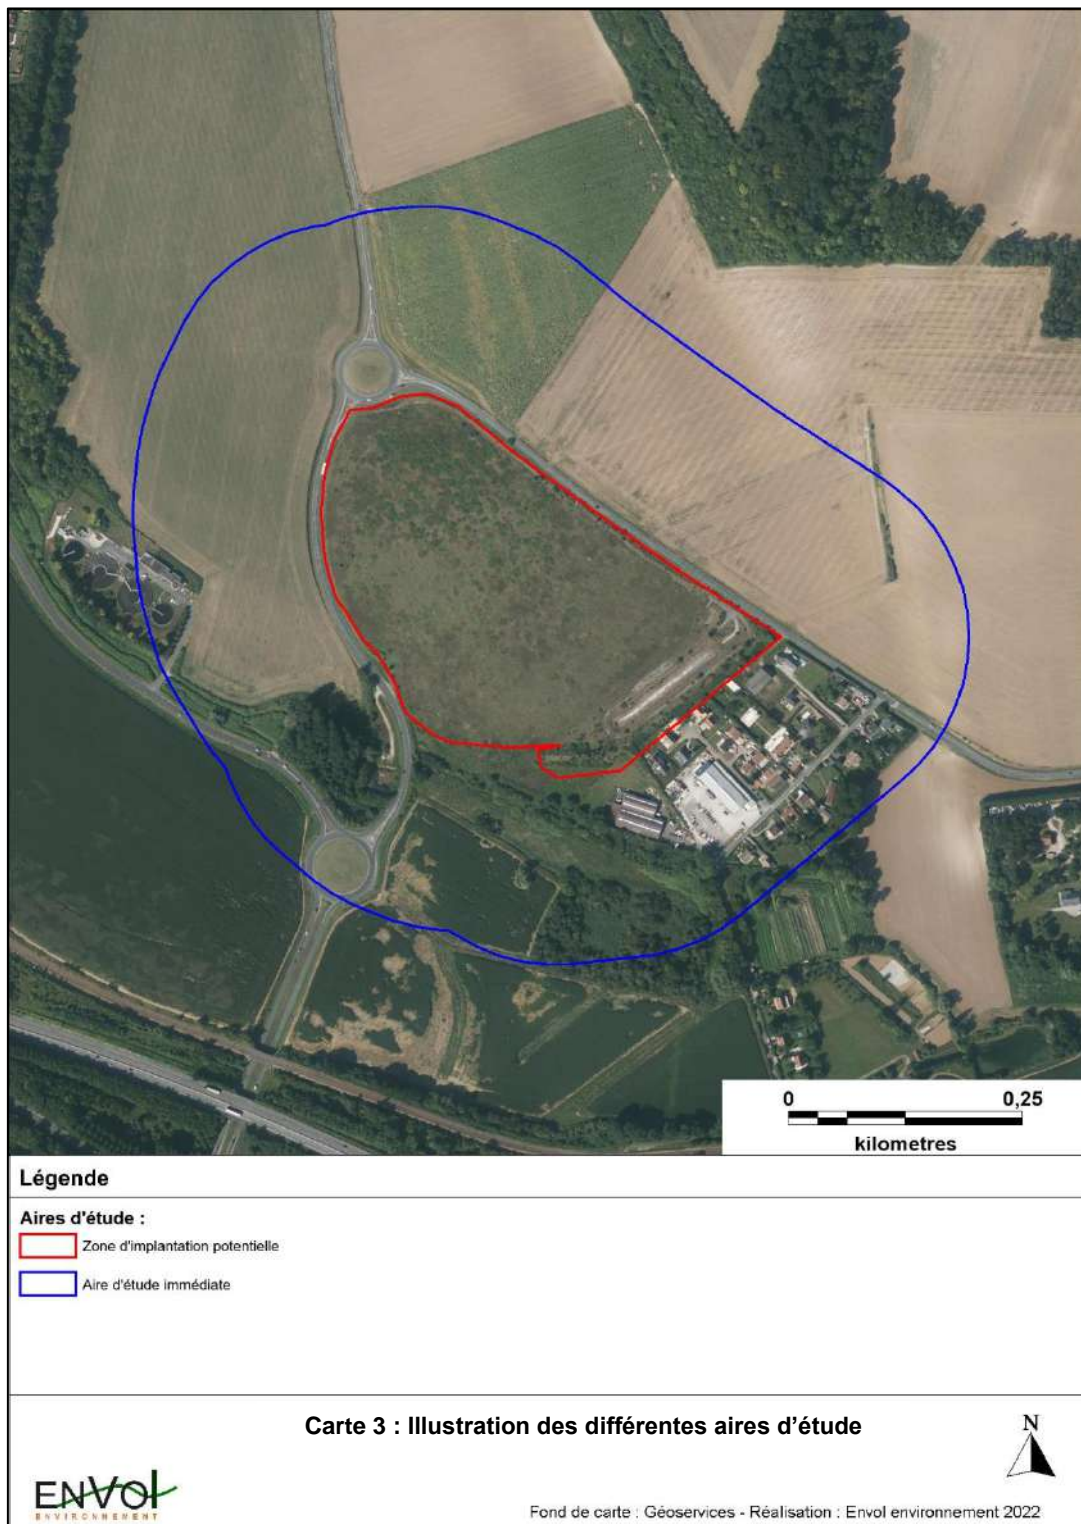 0 0,25
kilometres
Légende
Aires d'étude :
Zone d'implantation potentielle
Aire d'étude immédiate
Carte 3 : Illustration des différentes aires d'étude
N
ENVOl
ENVIRONNEMENT
Fond de carte : Géoservices - Réalisation : Envol environnement 2022